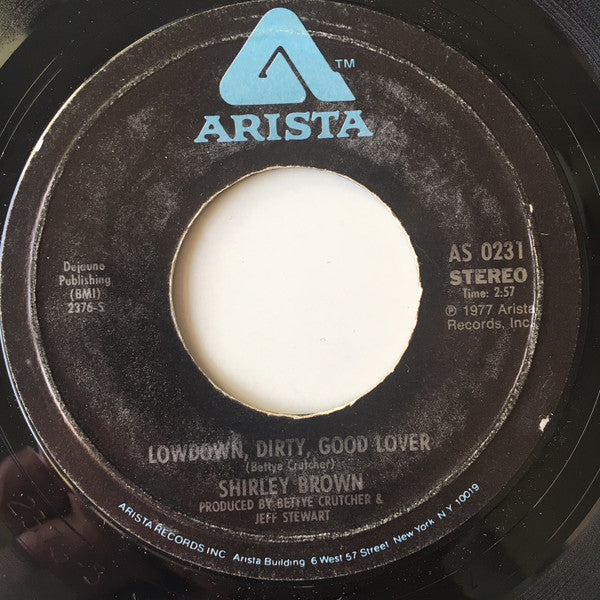 TM
ARISTA
Dejauno
Publishing
(BMI)
2376-S
AS 0231
STEREO
Time: 2:57
℗ 1977 Arista
Records, Inc.
LOWDOWN, DIRTY, GOOD LOVER
(Bettye Crutcher)
SHIRLEY BROWN
PRODUCED BY BETTYE CRUTCHER &
JEFF STEWART
ARISTA RECORDS INC Arista Building 6 West 57 Street New York N Y 10019